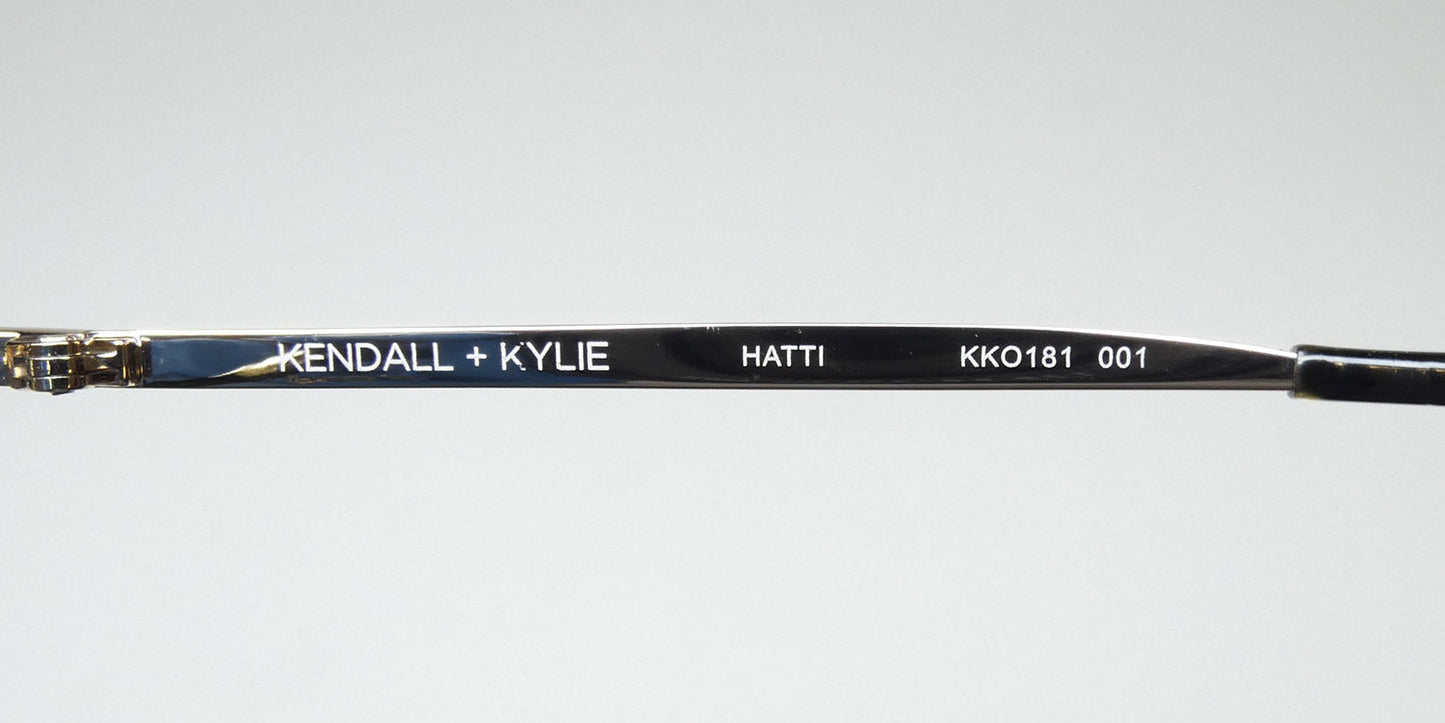 KENDALL + KYLIE HATTI KKO181 001